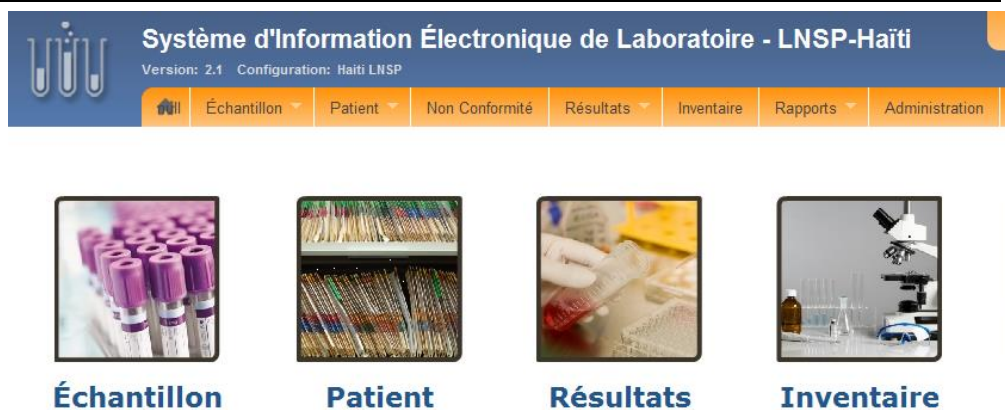 Système d'Information Électronique de Laboratoire - LNSP-Haïti
Version: 2.1 Configuration: Haiti LNSP
Échantillon Patient Non Conformité Résultats Inventaire Rapports Administration
Échantillon Patient Résultats Inventaire